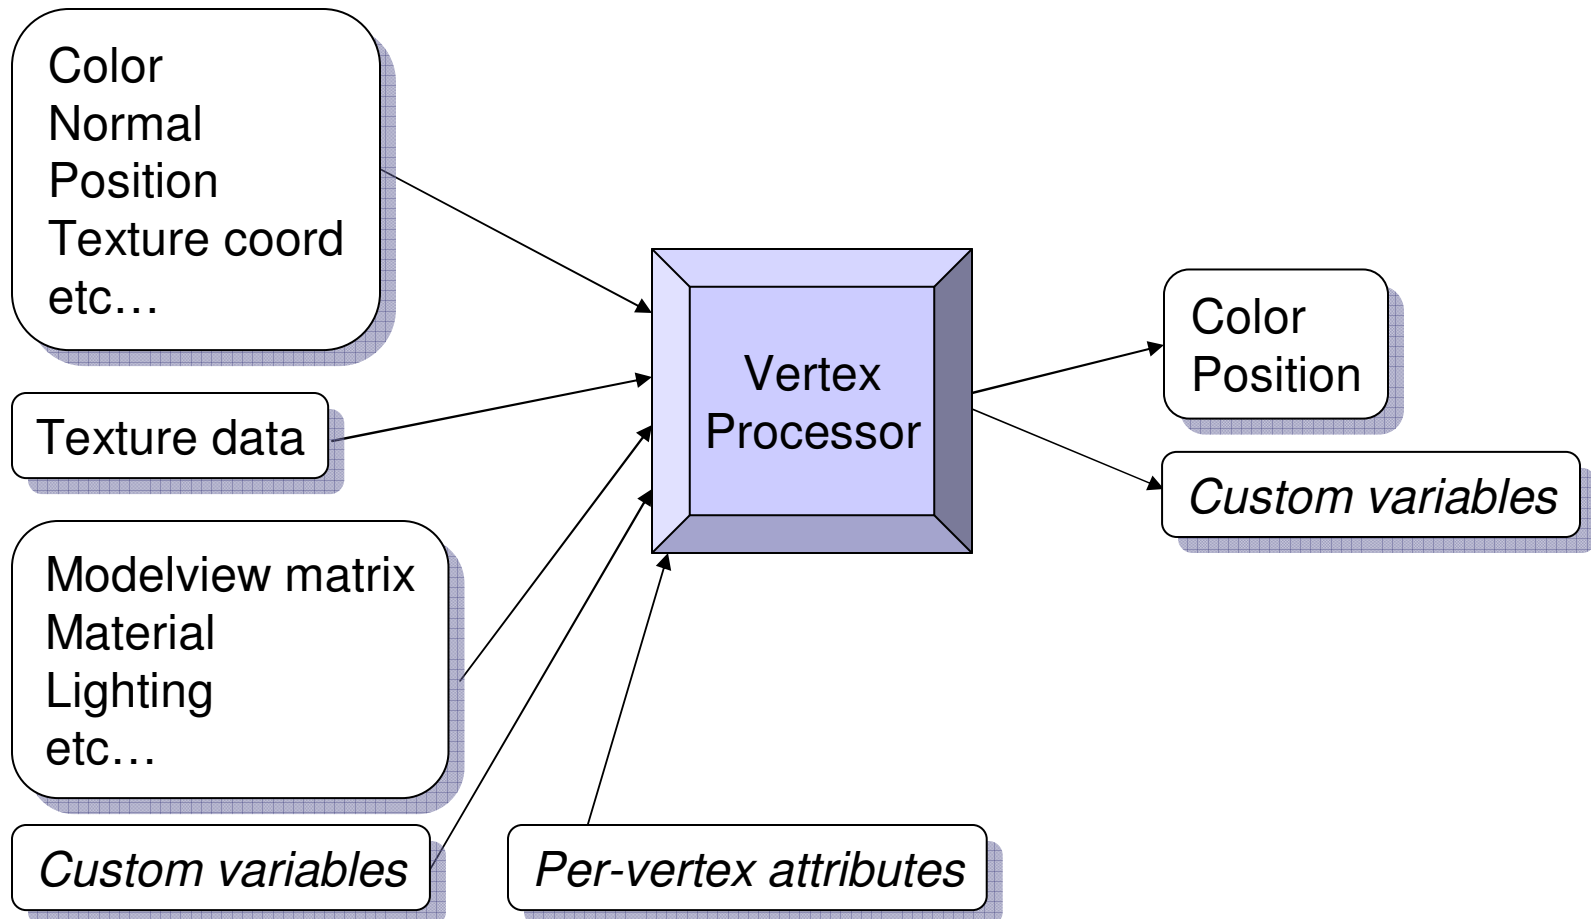 Color
Normal
Position
Texture coord
etc…
Texture data
Modelview matrix
Material
Lighting
etc…
Custom variables
Per-vertex attributes
Vertex
Processor
Color
Position
Custom variables